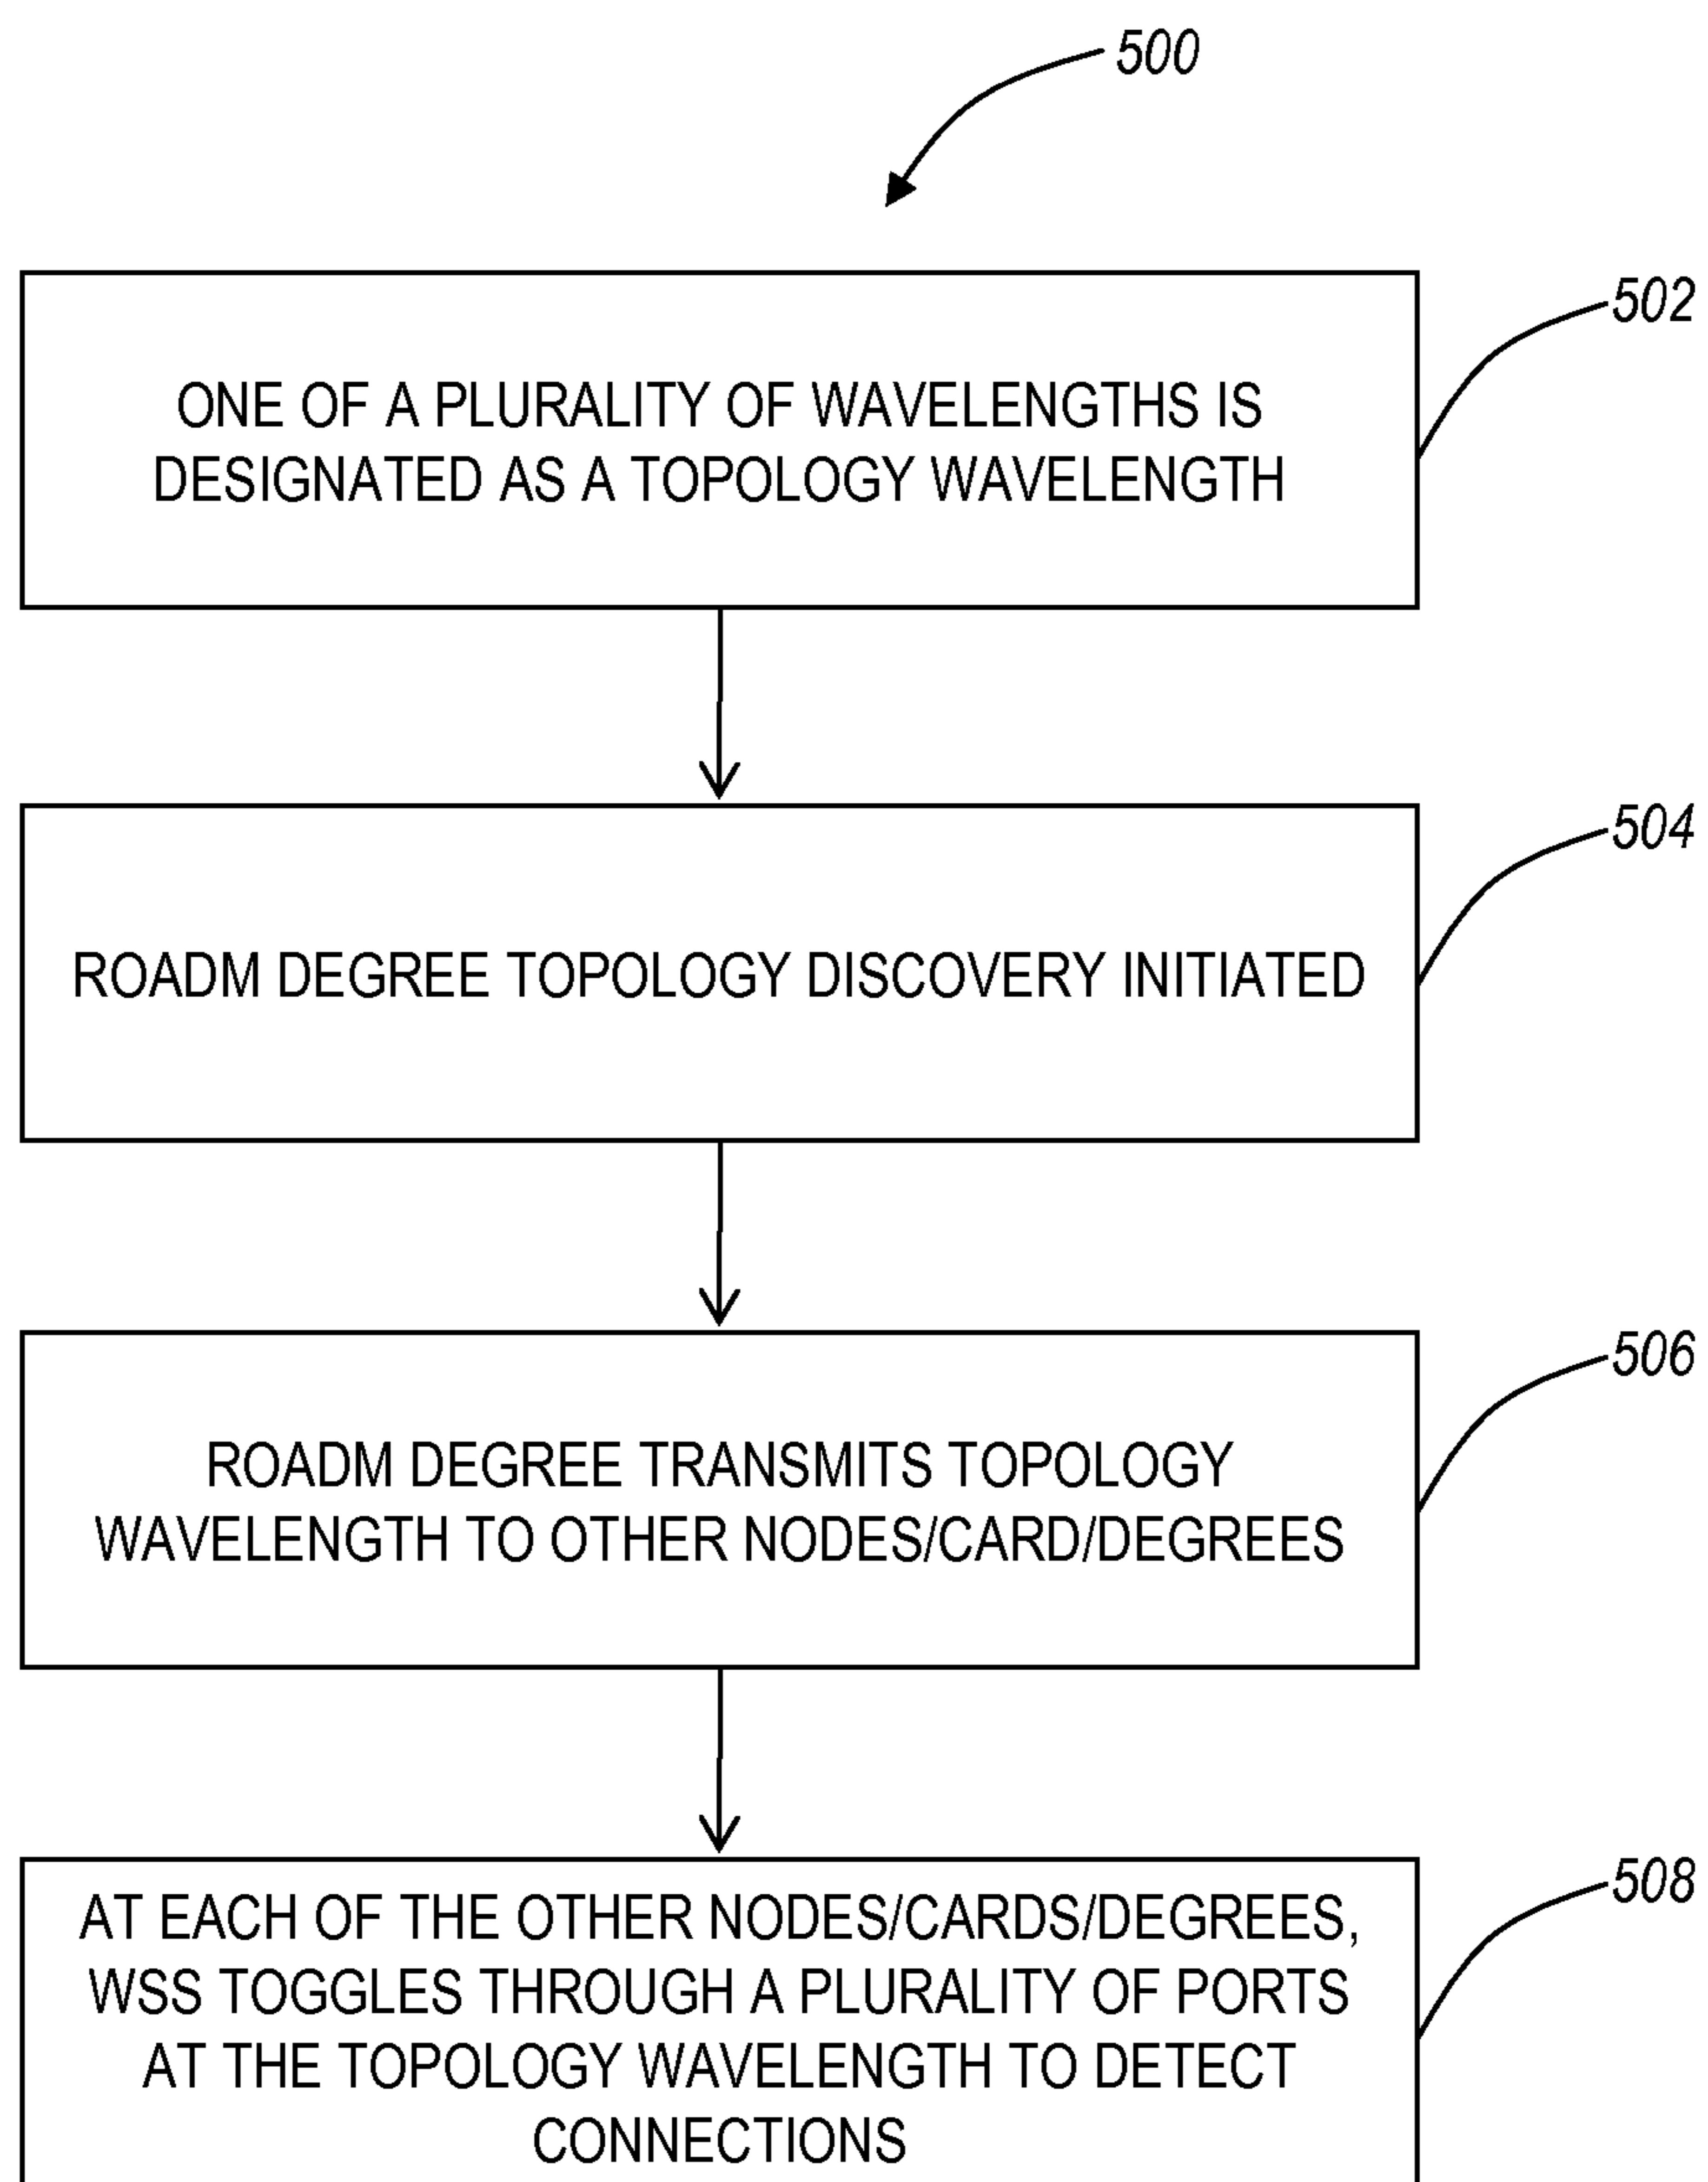 500
502
ONE OF A PLURALITY OF WAVELENGTHS IS
DESIGNATED AS A TOPOLOGY WAVELENGTH
504
ROADM DEGREE TOPOLOGY DISCOVERY INITIATED
506
ROADM DEGREE TRANSMITS TOPOLOGY
WAVELENGTH TO OTHER NODES/CARD/DEGREES
508
AT EACH OF THE OTHER NODES/CARDS/DEGREES,
WSS TOGGLES THROUGH A PLURALITY OF PORTS
AT THE TOPOLOGY WAVELENGTH TO DETECT
CONNECTIONS